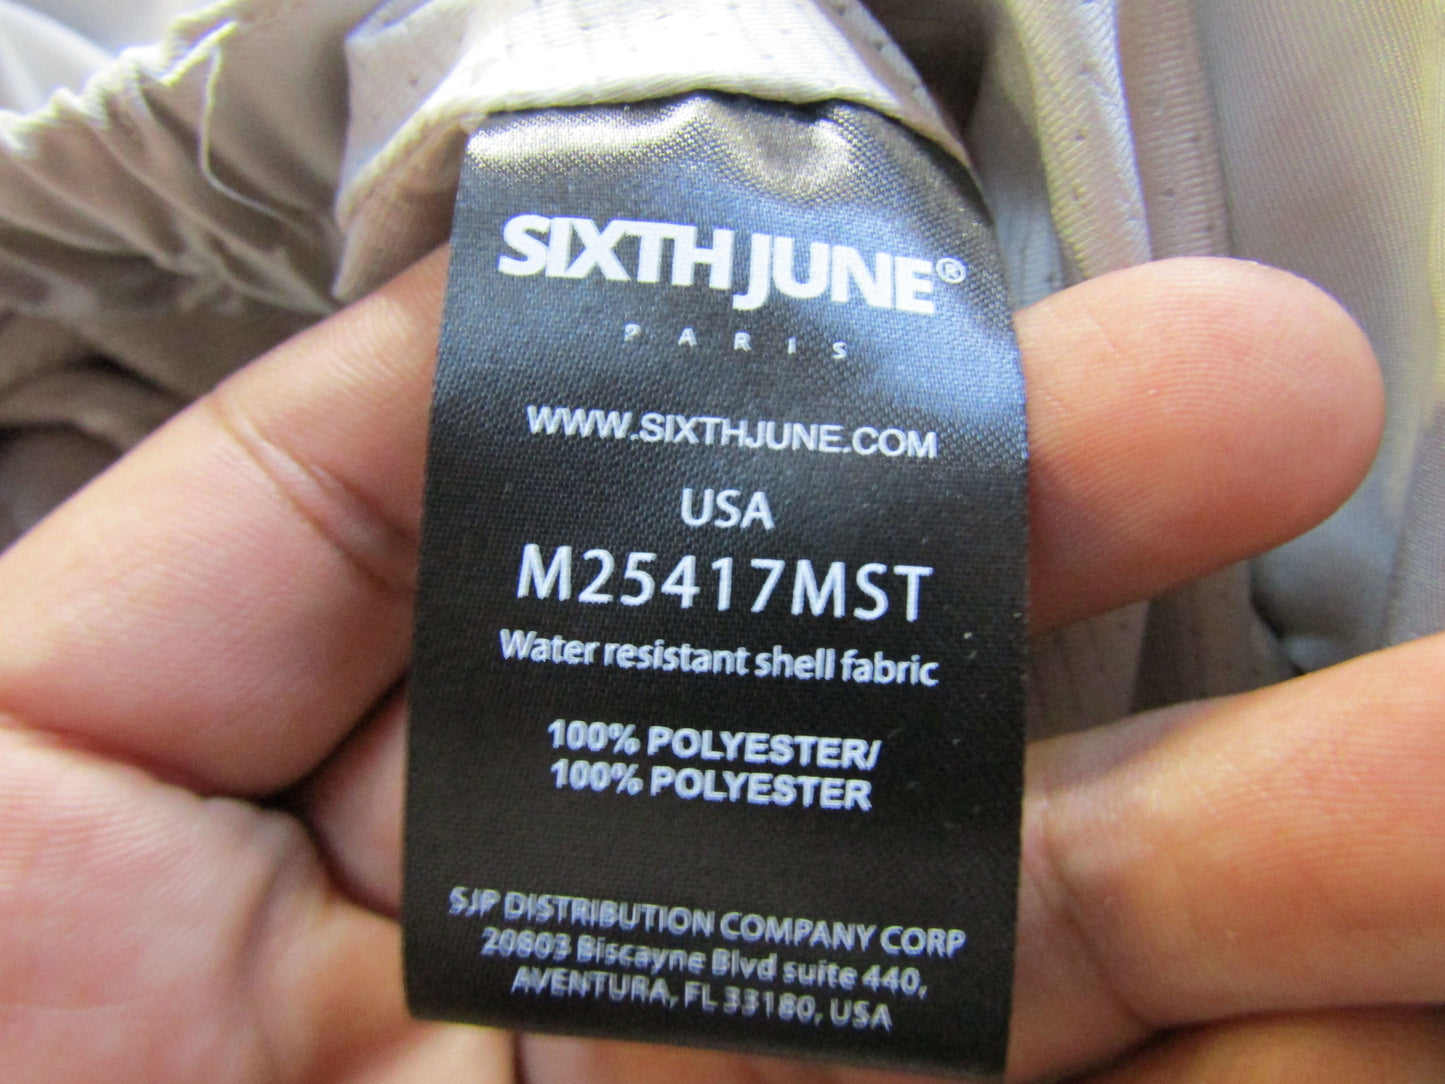 SIXTH JUNE®
PARIS
WWW.SIXTHJUNE.COM
USA
M25417MST
Water resistant shell fabric
100% POLYESTER/
100% POLYESTER
SJP DISTRIBUTION COMPANY CORP
20803 Biscayne Blvd suite 440,
AVENTURA, FL 33180, USA